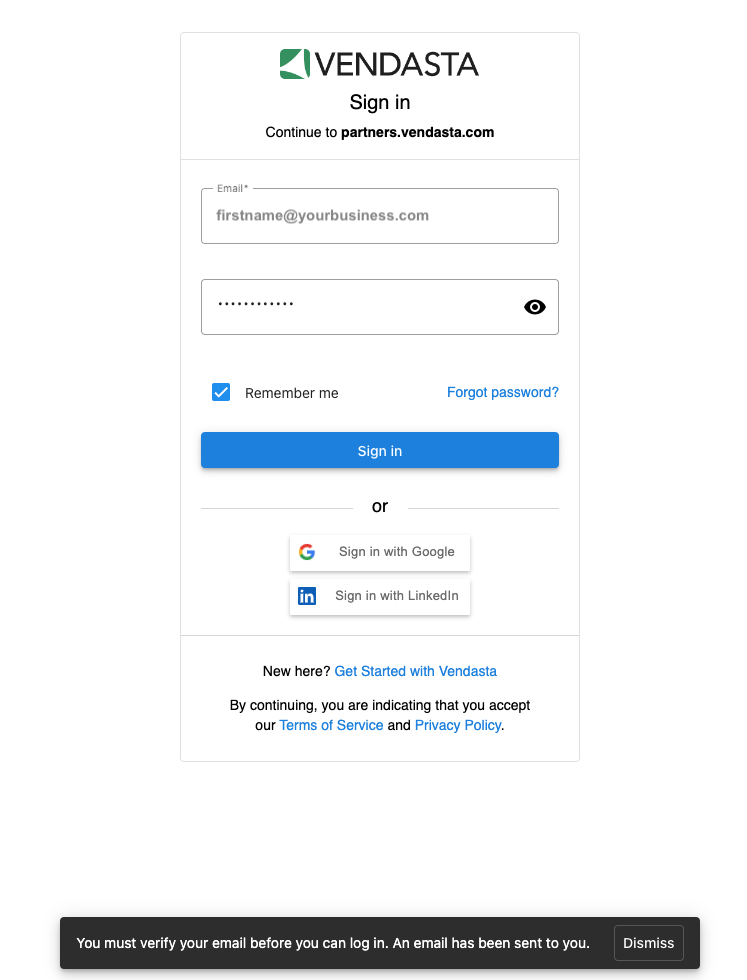 VENDASTA
Sign in
Continue to partners.vendasta.com
Email*
firstname@yourbusiness.com
••••••••••••
Remember me
Forgot password?
Sign in
or
Sign in with Google
in Sign in with LinkedIn
New here? Get Started with Vendasta
By continuing, you are indicating that you accept
our Terms of Service and Privacy Policy.
You must verify your email before you can log in. An email has been sent to you. Dismiss